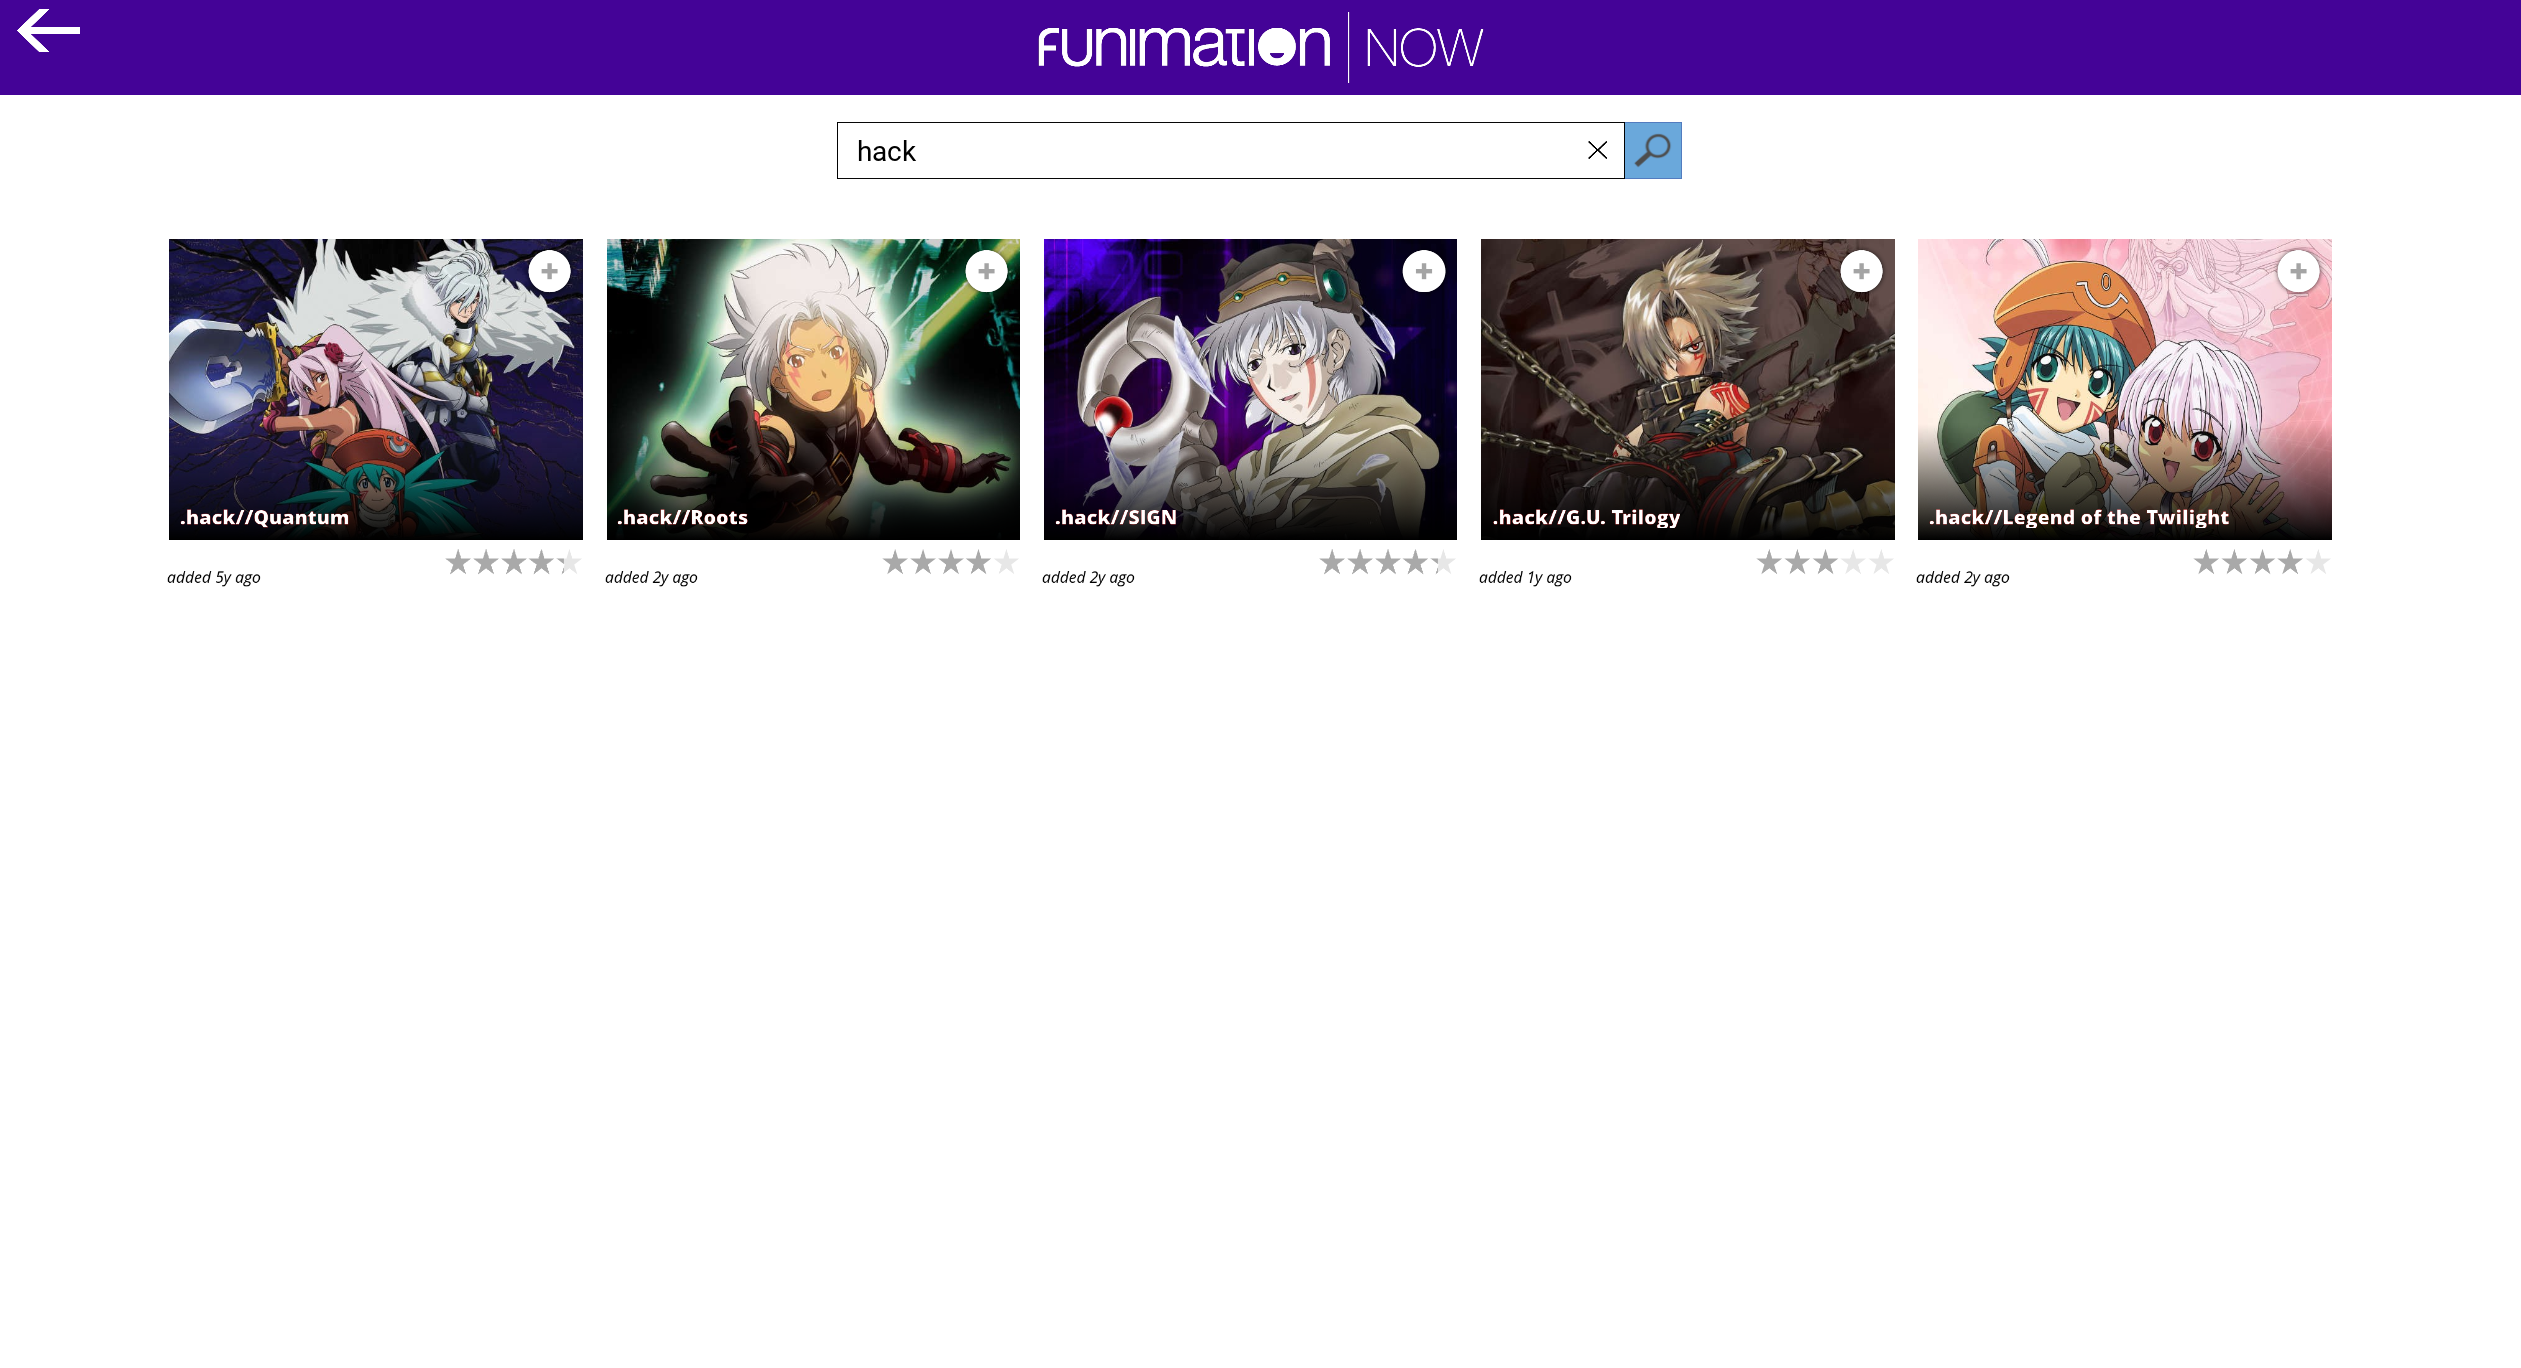 FUNIMATION NOW
hack
.hack//Quantum
.hack//Roots
.hack//SIGN
.hack//G.U. Trilogy
.hack//Legend of the Twilight
added 5y ago
added 2y ago
added 2y ago
added 1y ago
added 2y ago